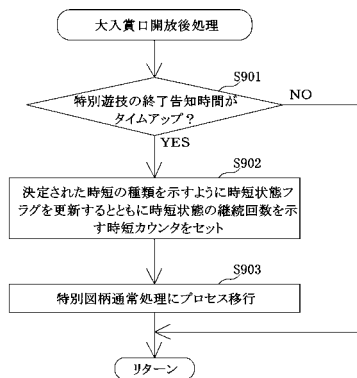 大入賞口開放後処理
S901
特別遊技の終了告知時間が
タイムアップ?
NO
YES
S902
決定された時短の種類を示すように時短状態フ
ラグを更新するとともに時短状態の継続回数を示
す時短カウンタをセット
S903
特別図柄通常処理にプロセス移行
リターン